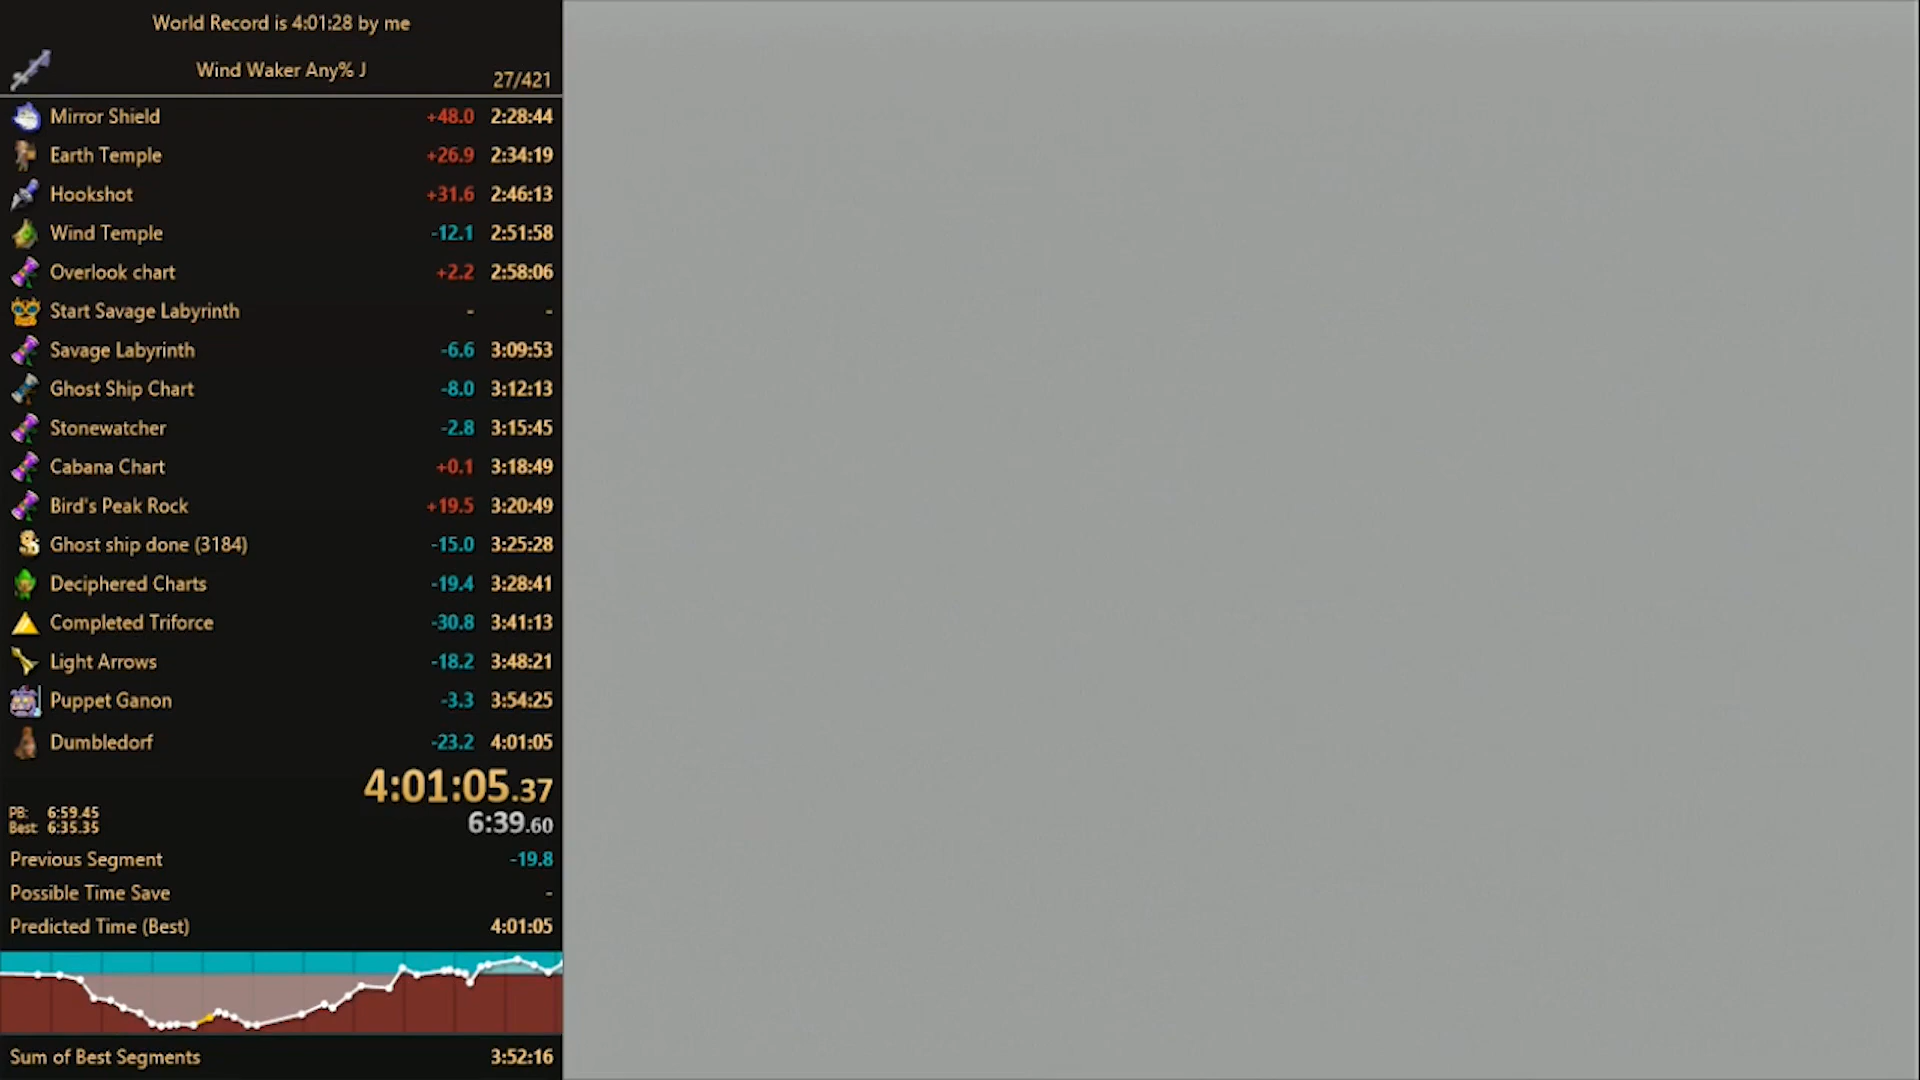 World Record is 4:01:28 by me
Wind Waker Any% J
27/421
Mirror Shield +48.0 2:28:44
Earth Temple +26.9 2:34:19
Hookshot +31.6 2:46:13
Wind Temple -12.1 2:51:58
Overlook chart +2.2 2:58:06
Start Savage Labyrinth - -
Savage Labyrinth -6.6 3:09:53
Ghost Ship Chart -8.0 3:12:13
Stonewatcher -2.8 3:15:45
Cabana Chart +0.1 3:18:49
Bird's Peak Rock +19.5 3:20:49
Ghost ship done (3184) -15.0 3:25:28
Deciphered Charts -19.4 3:28:41
Completed Triforce -30.8 3:41:13
Light Arrows -18.2 3:48:21
Puppet Ganon -3.3 3:54:25
Dumbledorf -23.2 4:01:05
4:01:05.37
PB: 6:59.45
Best: 6:35.35
6:39.60
Previous Segment -19.8
Possible Time Save -
Predicted Time (Best) 4:01:05
Sum of Best Segments 3:52:16